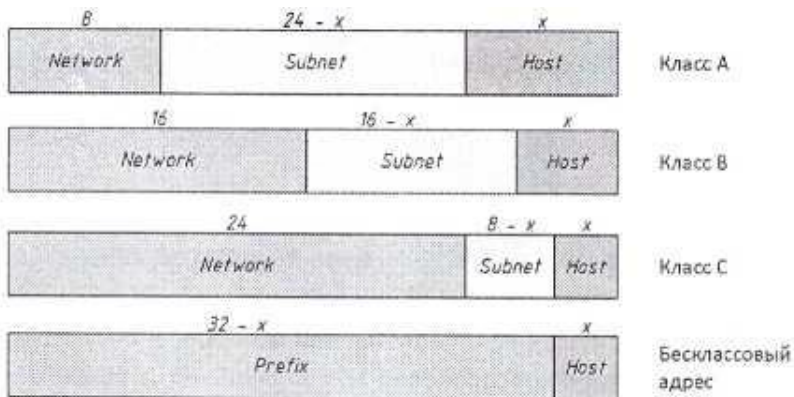 8 24 - x x
Network Subnet Host Класс А
16 16 - x x
Network Subnet Host Класс В
24 8 - x x
Network Subnet Host Класс С
32 - x x
Prefix Host Бесклассовый
адрес